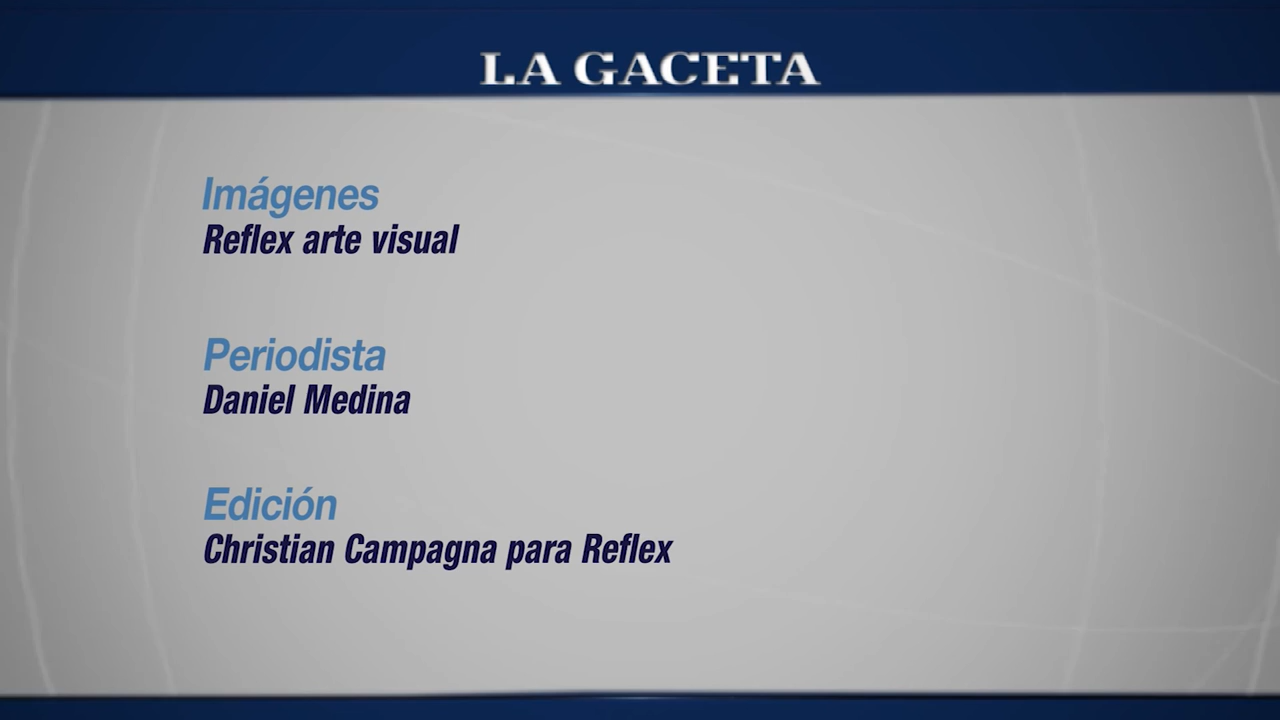 LA GACETA
Imágenes
Reflex arte visual
Periodista
Daniel Medina
Edición
Christian Campagna para Reflex